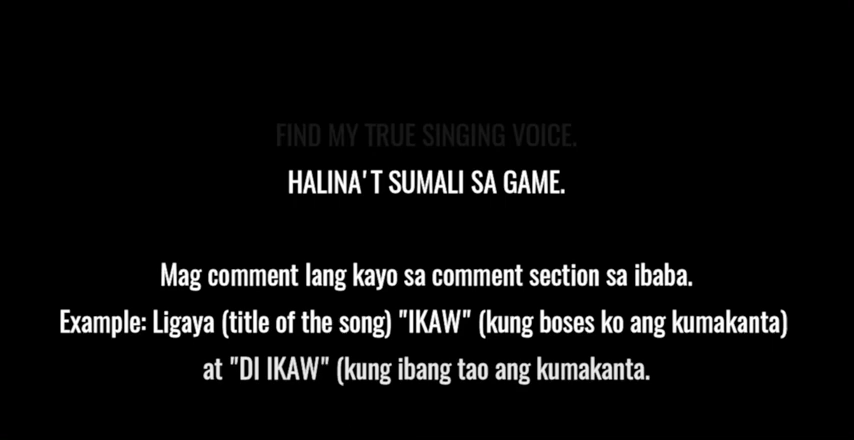 FIND MY TRUE SINGING VOICE.
HALINA'T SUMALI SA GAME.
Mag comment lang kayo sa comment section sa ibaba.
Example: Ligaya (title of the song) "IKAW" (kung boses ko ang kumakanta)
at "DI IKAW" (kung ibang tao ang kumakanta.